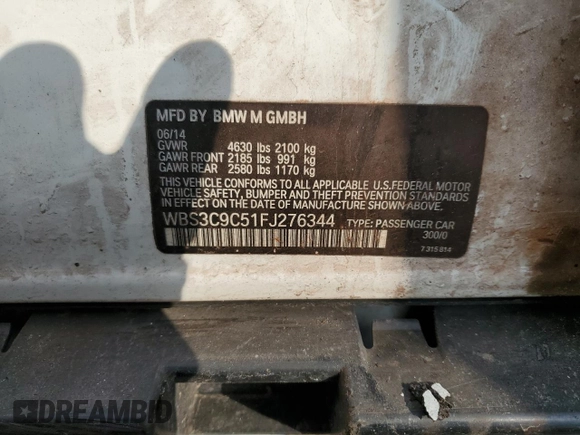 MFD BY BMW M GMBH
06/14
GVWR 4630 lbs 2100 kg
GAWR FRONT 2185 lbs 991 kg
GAWR REAR 2580 lbs 1170 kg
THIS VEHICLE CONFORMS TO ALL APPLICABLE U.S.FEDERAL MOTOR
VEHICLE SAFETY, BUMPER AND THEFT PREVENTION STANDARDS
IN EFFECT ON THE DATE OF MANUFACTURE SHOWN ABOVE.
WBS3C9C51FJ276344 TYPE: PASSENGER CAR
300/0
7315814
DREAMBID